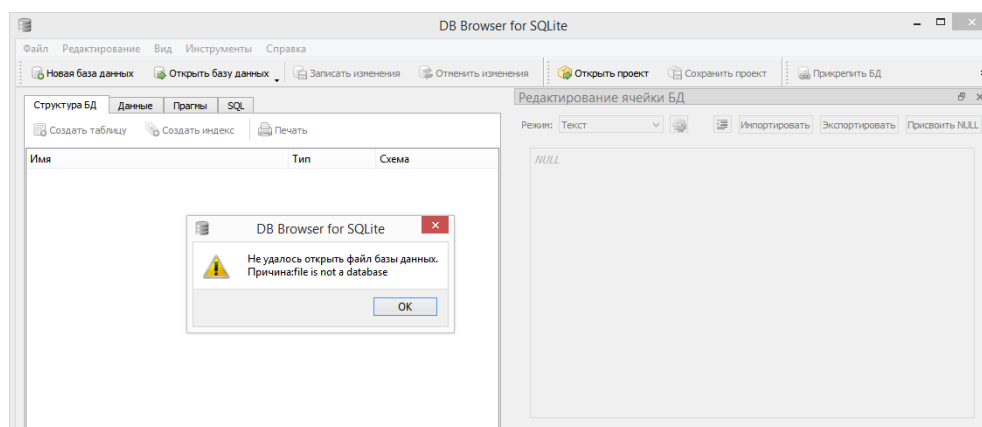 DB Browser for SQLite
Файл Редактирование Вид Инструменты Справка
Новая база данных Открыть базу данных Записать изменения Отменить изменения Открыть проект Сохранить проект Прикрепить БД
Структура БД Данные Прагмы SQL
Редактирование ячейки БД
Создать таблицу Создать индекс Печать
Режим: Текст Импортировать Экспортировать Присвоить NULL
Имя Тип Схема
NULL
DB Browser for SQLite
Не удалось открыть файл базы данных.
Причина:file is not a database
OK